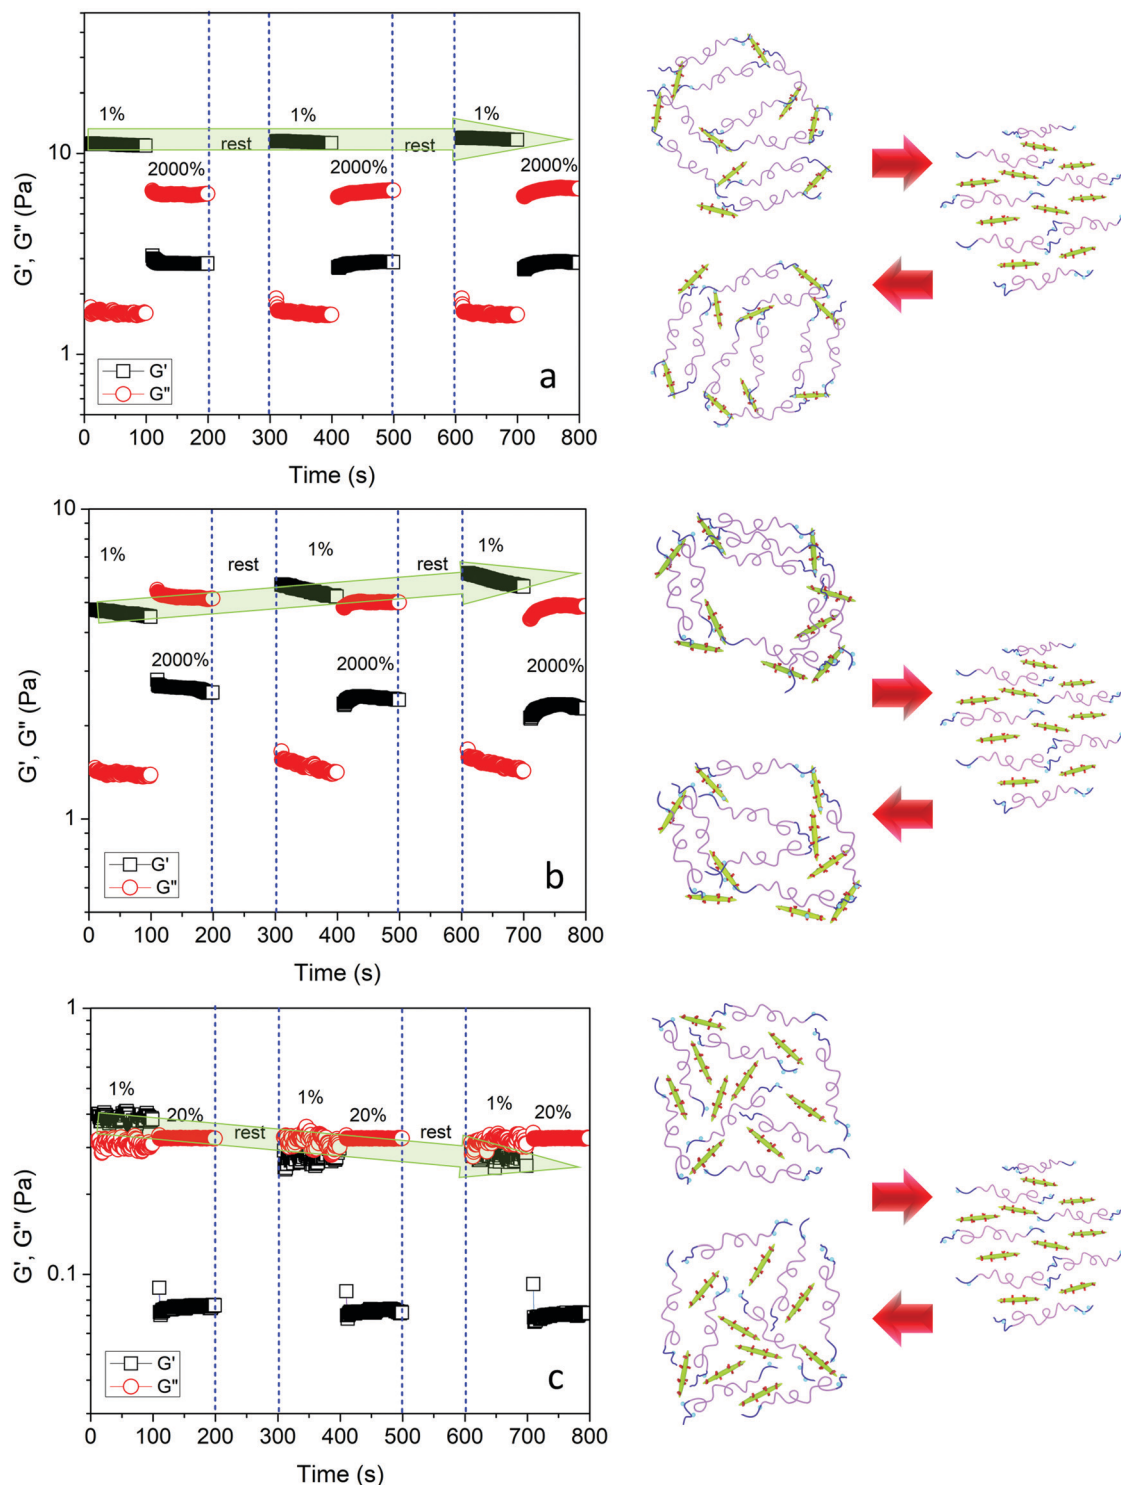 10
1% 1% 1%
rest rest
2000% 2000% 2000%
1
G', G" (Pa)
G'
G"
a
0 100 200 300 400 500 600 700 800
Time (s)
10
1% rest 1% rest 1%
2000% 2000% 2000%
1
G', G" (Pa)
G'
G"
b
0 100 200 300 400 500 600 700 800
Time (s)
1
1% 20% rest 1% 20% rest 1% 20%
0.1
G', G" (Pa)
G'
G"
c
0 100 200 300 400 500 600 700 800
Time (s)